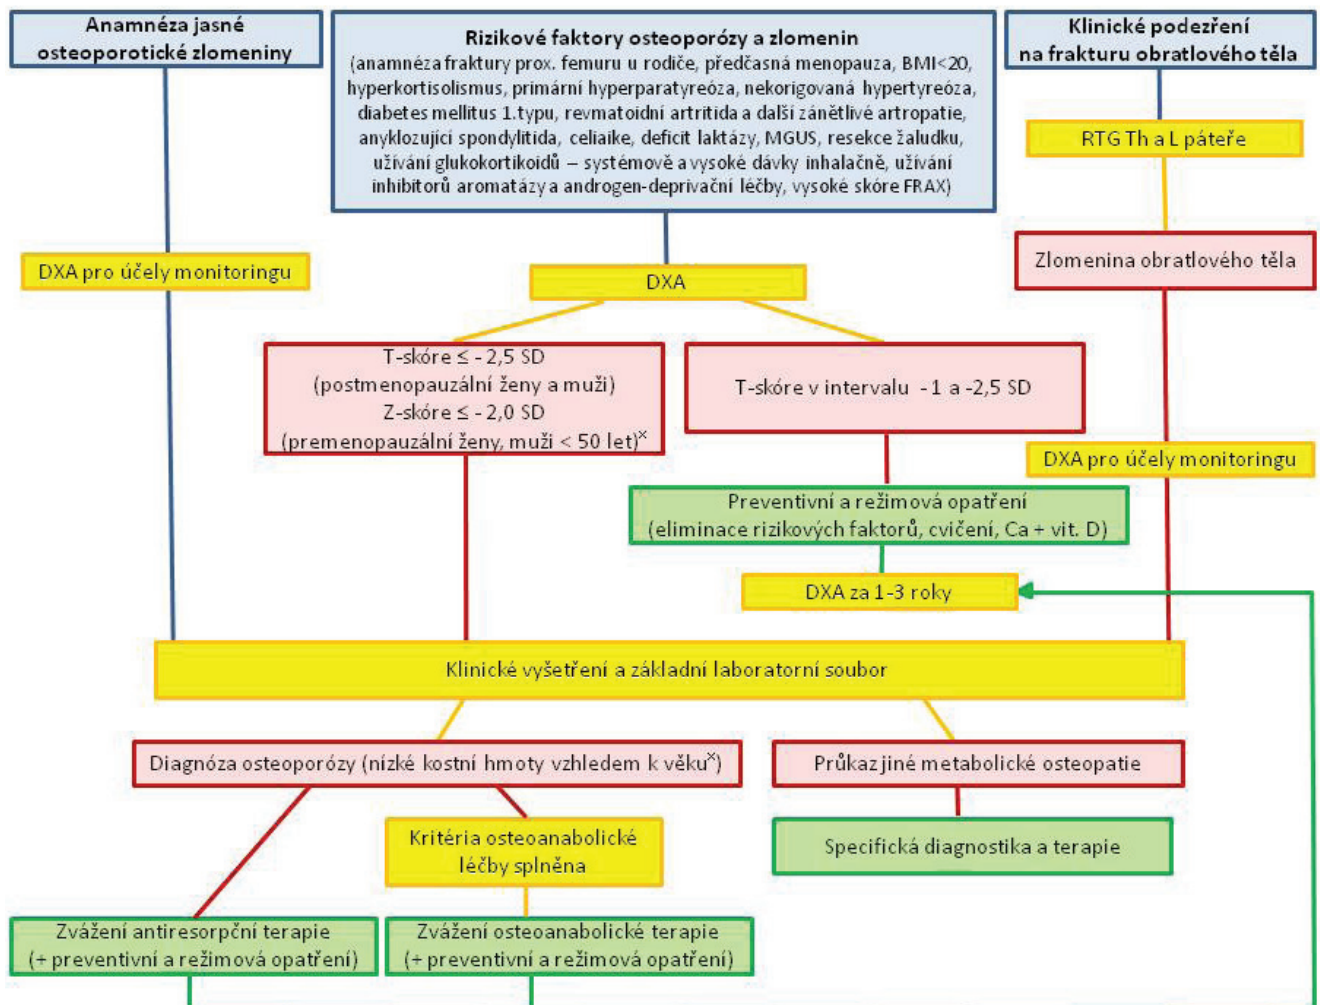 Anamnéza jasné
osteoporotické zlomeniny
Rizikové faktory osteoporózy a zlomenin
(anamnéza fraktury prox. femuru u rodiče, předčasná menopauza, BMI<20,
hyperkortisolismus, primární hyperparatyreóza, nekorigovaná hypertyreóza,
diabetes mellitus 1.typu, revmatoidní artritida a další zánětlivé artropatie,
anyklozující spondylitida, celiaike, deficit laktázy, MGUS, resekce žaludku,
užívání glukokortikoidů – systémově a vysoké dávky inhalačně, užívání
inhibitorů aromatázy a androgen-deprivační léčby, vysoké skóre FRAX)
Klinické podezření
na frakturu obratlového těla
RTG Th a L páteře
Zlomenina obratlového těla
DXA pro účely monitoringu
DXA
T-skóre ≤ - 2,5 SD
(postmenopauzální ženy a muži)
Z-skóre ≤ - 2,0 SD
(premenopauzální ženy, muži < 50 let)ˣ
T-skóre v intervalu -1 a -2,5 SD
DXA pro účely monitoringu
Preventivní a režimová opatření
(eliminace rizikových faktorů, cvičení, Ca + vit. D)
DXA za 1-3 roky
Klinické vyšetření a základní laboratorní soubor
Diagnóza osteoporózy (nízké kostní hmoty vzhledem k věkuˣ)
Průkaz jiné metabolické osteopatie
Kritéria osteoanabolické
léčby splněna
Specifická diagnostika a terapie
Zvážení antiresorpční terapie
(+ preventivní a režimová opatření)
Zvážení osteoanabolické terapie
(+ preventivní a režimová opatření)